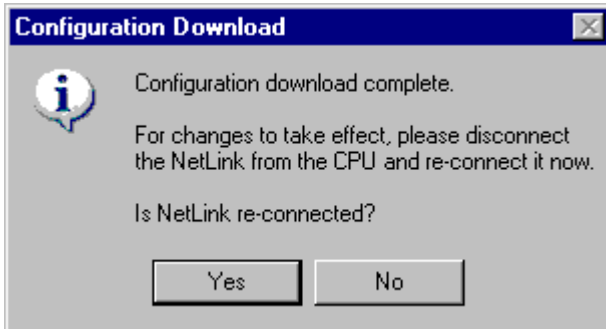 Configuration Download
Configuration download complete.
For changes to take effect, please disconnect
the NetLink from the CPU and re-connect it now.
Is NetLink re-connected?
Yes No